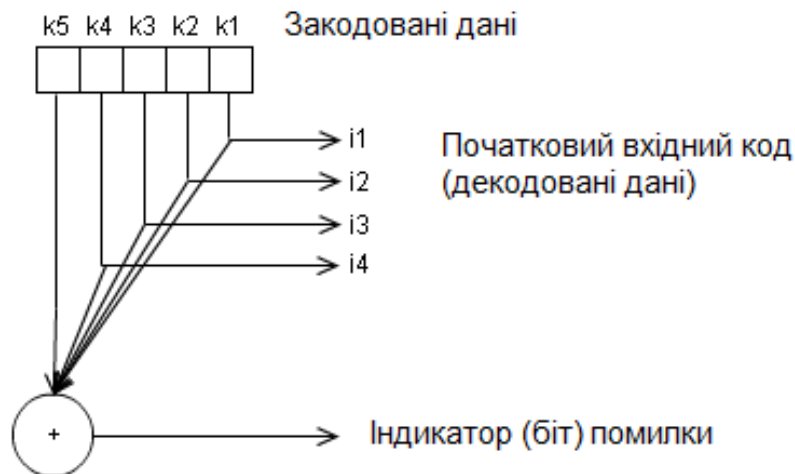 k5 k4 k3 k2 k1 Закодовані дані
i1
i2
i3
i4
Початковий вхідний код
(декодовані дані)
+
Індикатор (біт) помилки